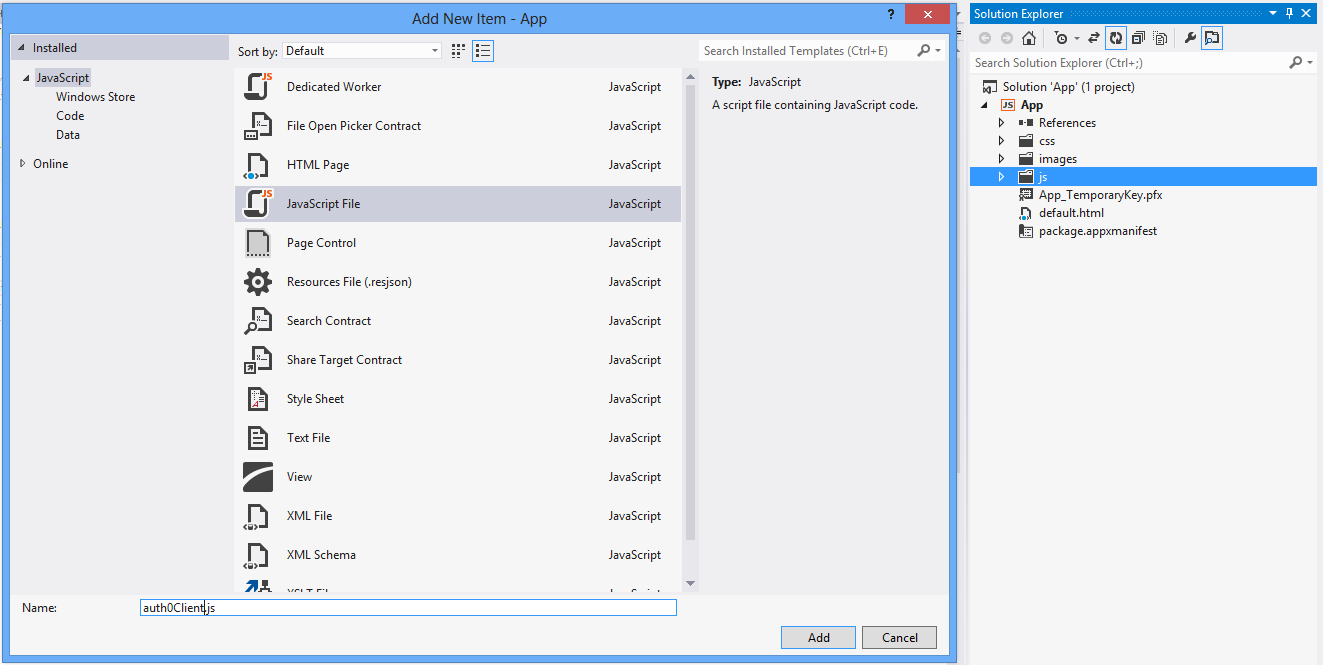 Add New Item - App
?
Installed
JavaScript
Windows Store
Code
Data
Online
Sort by: Default
Search Installed Templates (Ctrl+E)
JS Dedicated Worker JavaScript
File Open Picker Contract JavaScript
HTML Page JavaScript
JS JavaScript File JavaScript
Page Control JavaScript
Resources File (.resjson) JavaScript
Search Contract JavaScript
Share Target Contract JavaScript
Style Sheet JavaScript
Text File JavaScript
View JavaScript
XML File JavaScript
XML Schema JavaScript
Type: JavaScript
A script file containing JavaScript code.
Name: auth0Client.js
Add Cancel
Solution Explorer
Search Solution Explorer (Ctrl+;)
Solution 'App' (1 project)
JS App
References
css
images
js
App_TemporaryKey.pfx
default.html
package.appxmanifest